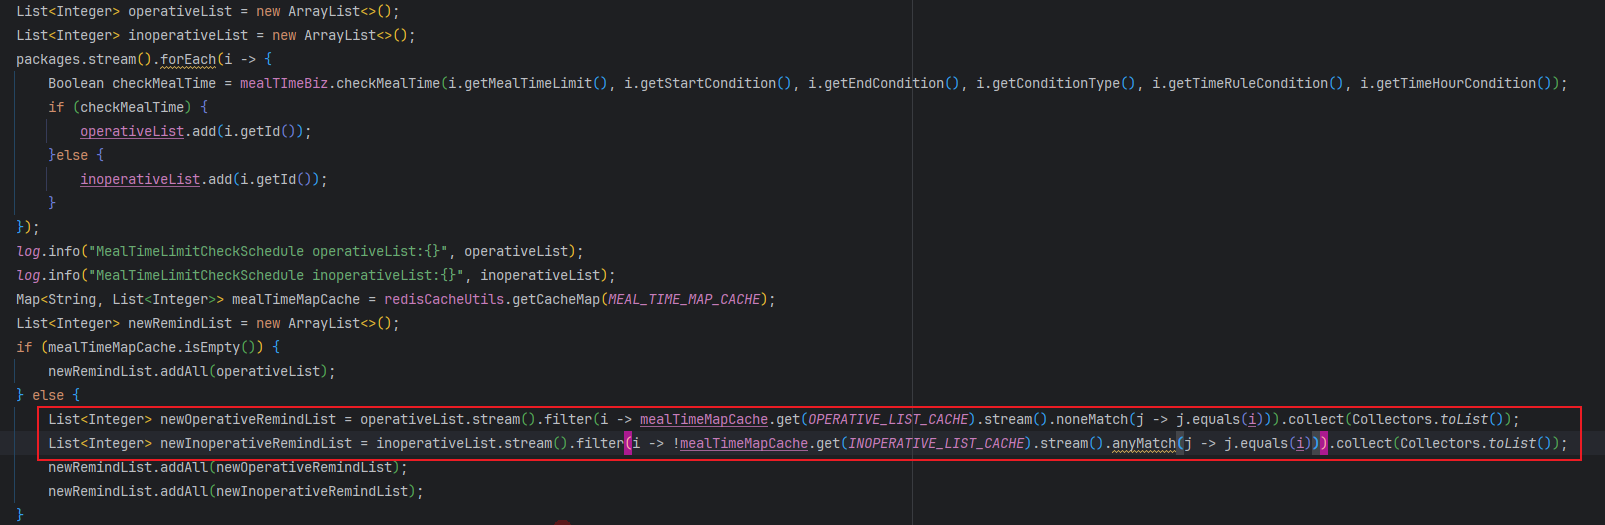 List<Integer> operativeList = new ArrayList<>();
List<Integer> inoperativeList = new ArrayList<>();
packages.stream().forEach(i -> {
    Boolean checkMealTime = mealTImeBiz.checkMealTime(i.getMealTimeLimit(), i.getStartCondition(), i.getEndCondition(), i.getConditionType(), i.getTimeRuleCondition(), i.getTimeHourCondition());
    if (checkMealTime) {
        operativeList.add(i.getId());
    }else {
        inoperativeList.add(i.getId());
    }
});
log.info("MealTimeLimitCheckSchedule operativeList:{}", operativeList);
log.info("MealTimeLimitCheckSchedule inoperativeList:{}", inoperativeList);
Map<String, List<Integer>> mealTimeMapCache = redisCacheUtils.getCacheMap(MEAL_TIME_MAP_CACHE);
List<Integer> newRemindList = new ArrayList<>();
if (mealTimeMapCache.isEmpty()) {
    newRemindList.addAll(operativeList);
} else {
    List<Integer> newOperativeRemindList = operativeList.stream().filter(i -> mealTimeMapCache.get(OPERATIVE_LIST_CACHE).stream().noneMatch(j -> j.equals(i))).collect(Collectors.toList());
    List<Integer> newInoperativeRemindList = inoperativeList.stream().filter(i -> !mealTimeMapCache.get(INOPERATIVE_LIST_CACHE).stream().anyMatch(j -> j.equals(i))).collect(Collectors.toList());
    newRemindList.addAll(newOperativeRemindList);
    newRemindList.addAll(newInoperativeRemindList);
}